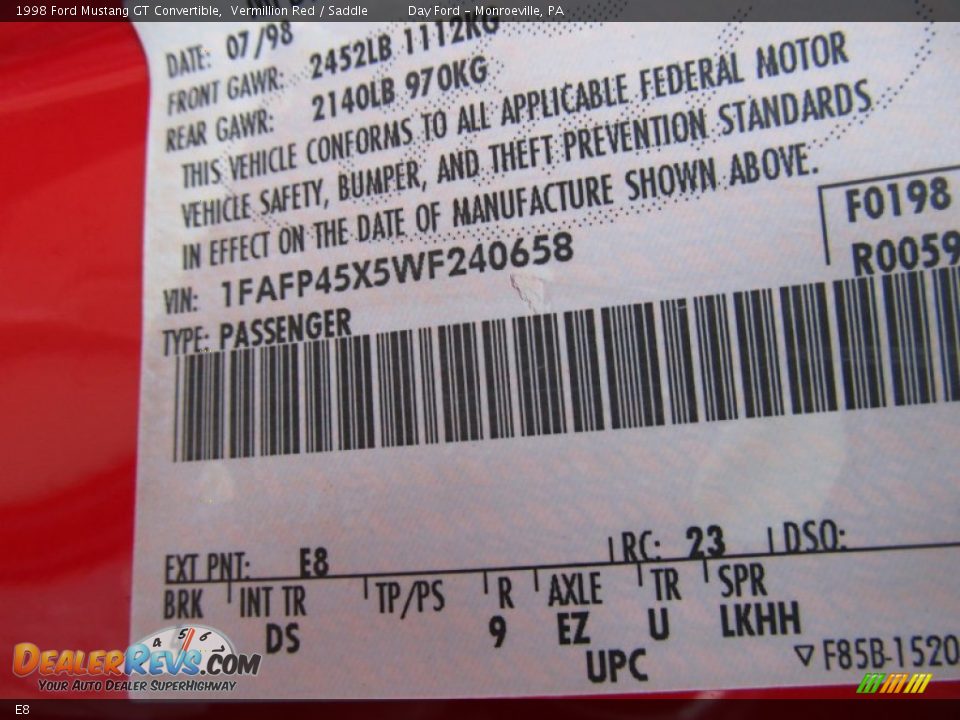 1998 Ford Mustang GT Convertible, Vermillion Red / Saddle Day Ford - Monroeville, PA
DATE: 07/98
FRONT GAWR: 2452LB 1112KG
REAR GAWR: 2140LB 970KG
THIS VEHICLE CONFORMS TO ALL APPLICABLE FEDERAL MOTOR
VEHICLE SAFETY, BUMPER, AND THEFT PREVENTION STANDARDS
IN EFFECT ON THE DATE OF MANUFACTURE SHOWN ABOVE.
F0198
R0059
VIN: 1FAFP45X5WF240658
TYPE: PASSENGER
EXT PNT: E8 RC: 23 DSO:
BRK INT TR TP/PS R AXLE TR SPR
DS 9 EZ U LKHH
UPC ▽F85B-1520
4 5 6
DEALERREVS.COM
YOUR AUTO DEALER SUPERHIGHWAY
E8